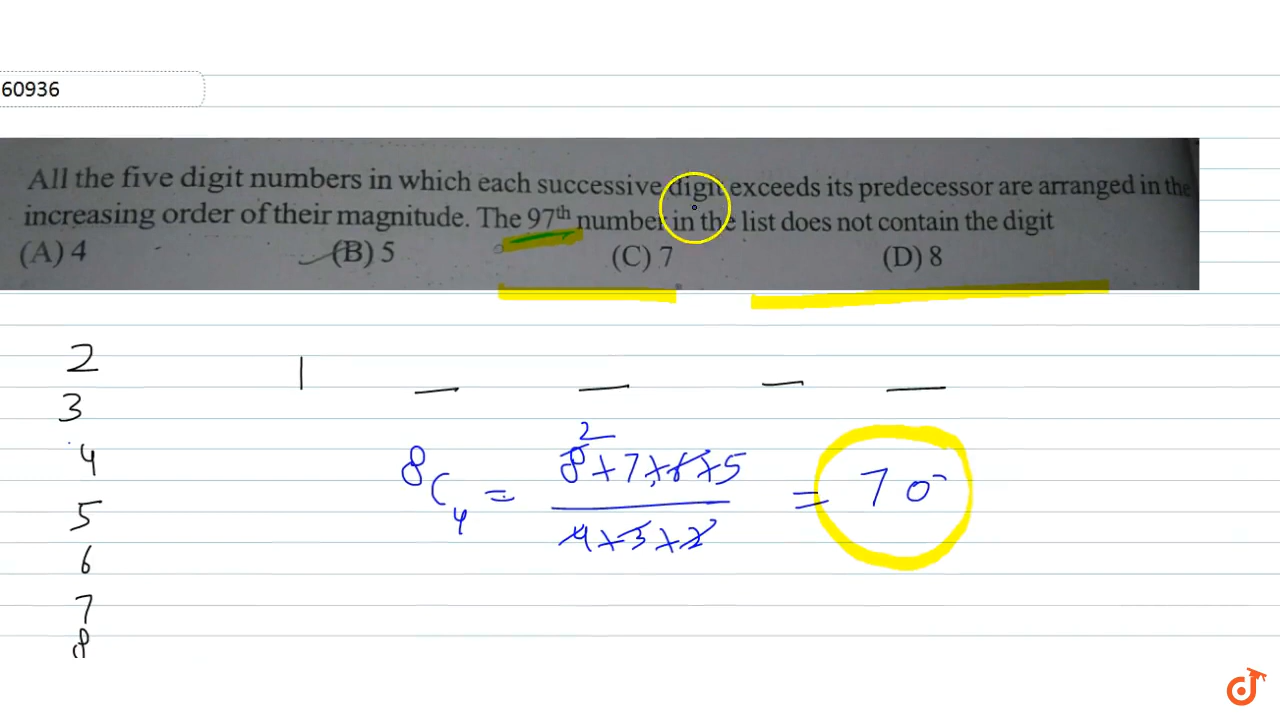 60936
All the five digit numbers in which each successive digit exceeds its predecessor are arranged in the
increasing order of their magnitude. The 97th number in the list does not contain the digit
(A) 4 (B) 5 (C) 7 (D) 8
2
1
3
4
5
6
7
8
2
8C4 = 8×7×6×5 = 70
4×3×2